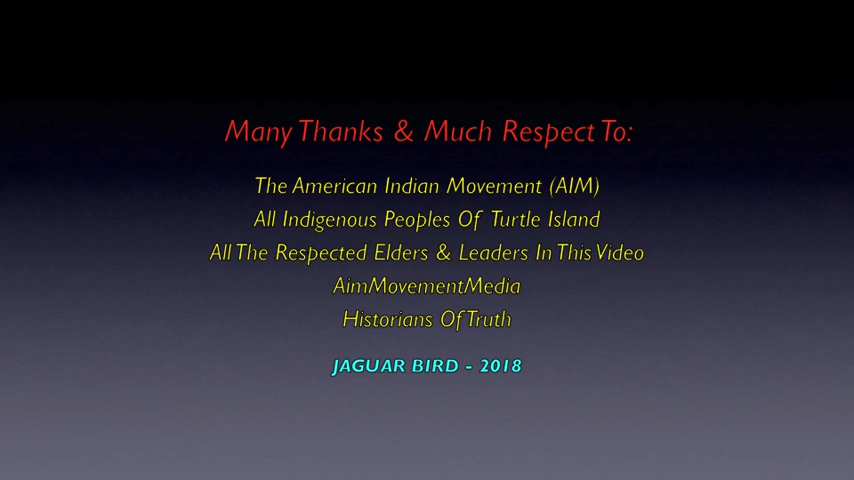 Many Thanks & Much Respect To:
The American Indian Movement (AIM)
All Indigenous Peoples Of Turtle Island
All The Respected Elders & Leaders In This Video
AimMovementMedia
Historians Of Truth
JAGUAR BIRD - 2018